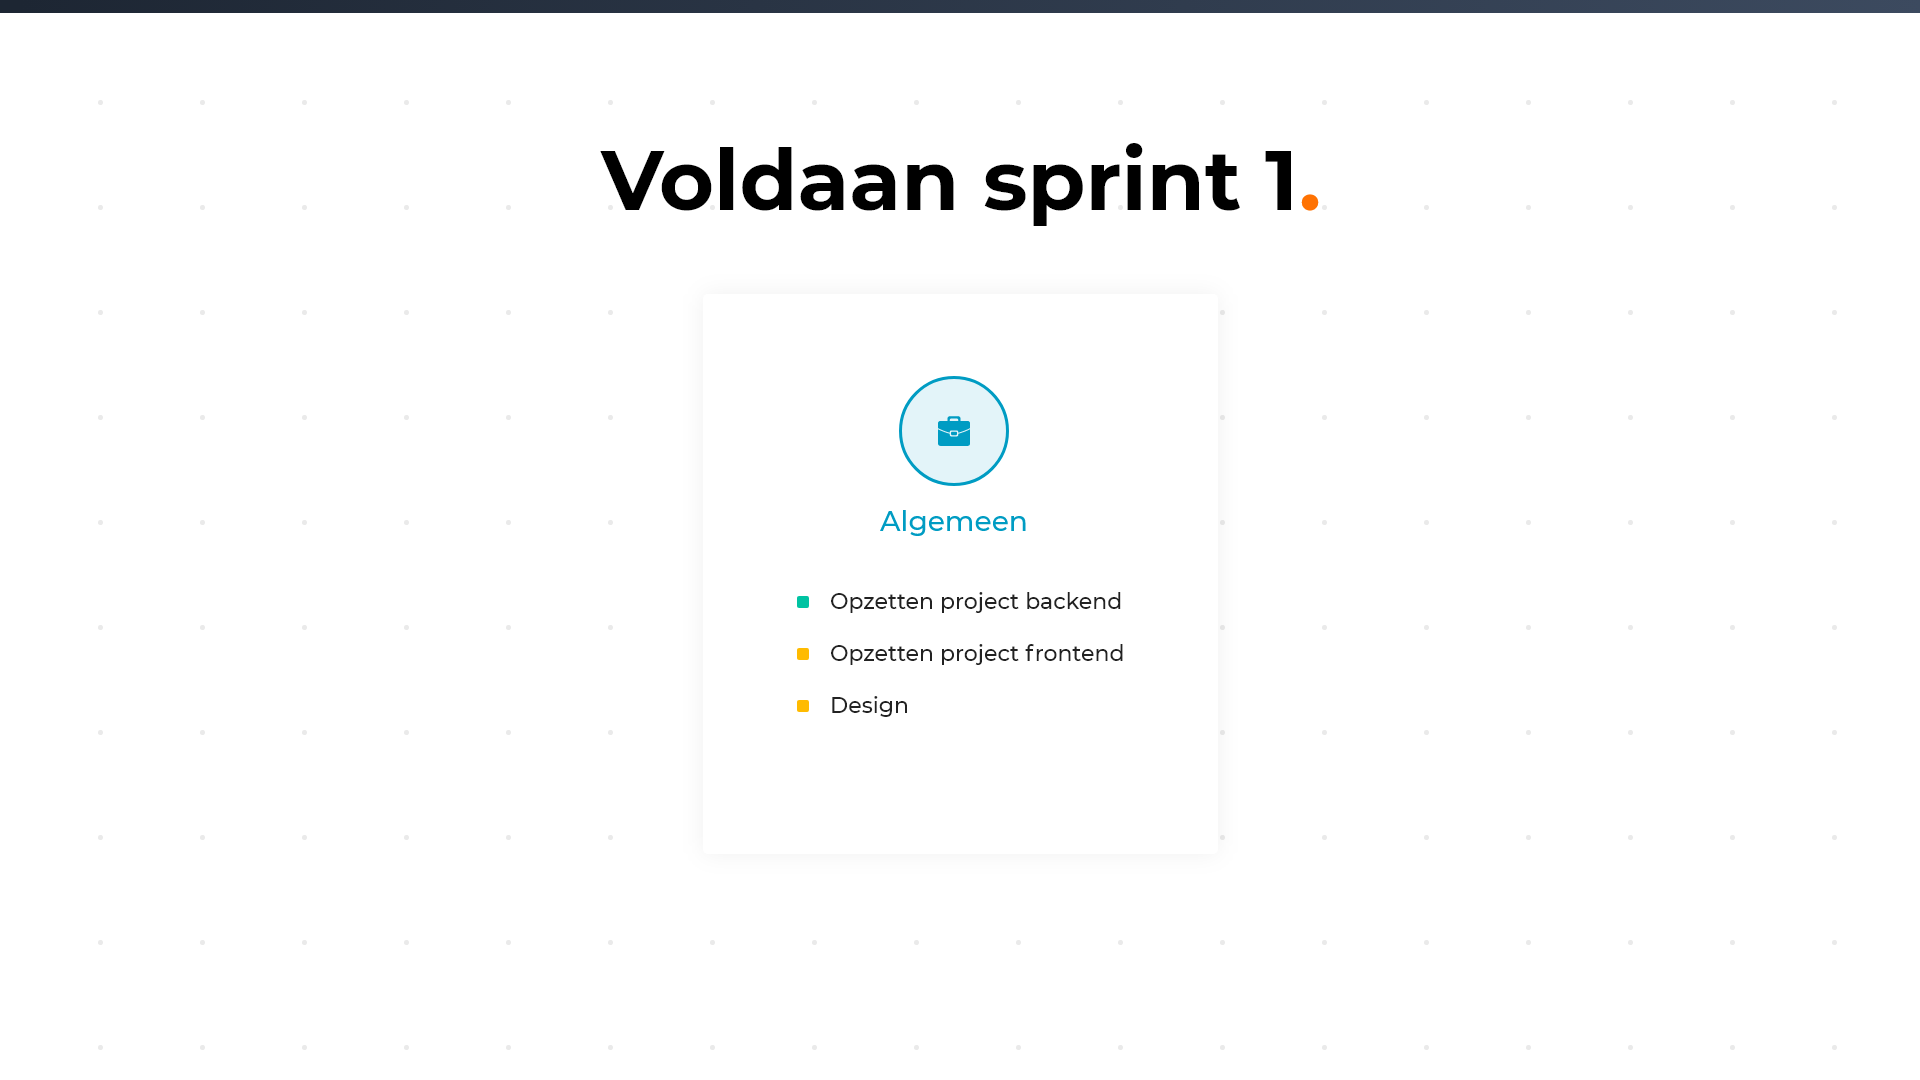 Voldaan sprint 1.
Algemeen
Opzetten project backend
Opzetten project frontend
Design